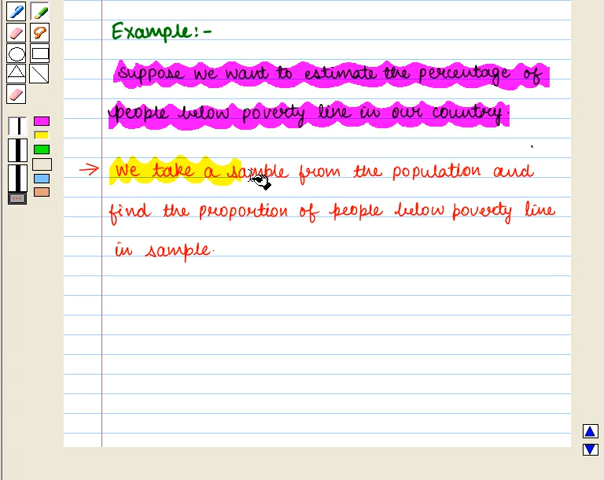 Example:-
Suppose we want to estimate the percentage of
people below poverty line in our country.
→ We take a sample from the population and
find the proportion of people below poverty line
in sample.